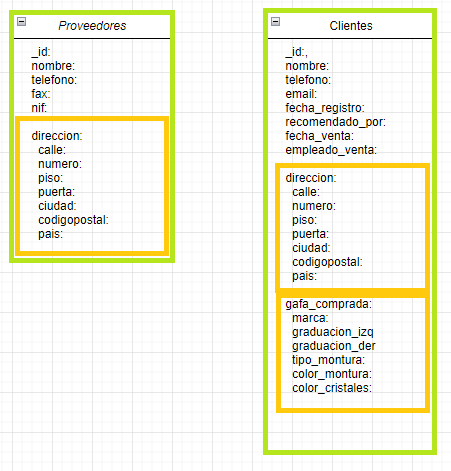 Proveedores
_id:
nombre:
telefono:
fax:
nif:
direccion:
calle:
numero:
piso:
puerta:
ciudad:
codigopostal:
pais:
Clientes
_id:,
nombre:
telefono:
email:
fecha_registro:
recomendado_por:
fecha_venta:
empleado_venta:
direccion:
calle:
numero:
piso:
puerta:
ciudad:
codigopostal:
pais:
gafa_comprada:
marca:
graduacion_izq
graduacion_der
tipo_montura:
color_montura:
color_cristales: